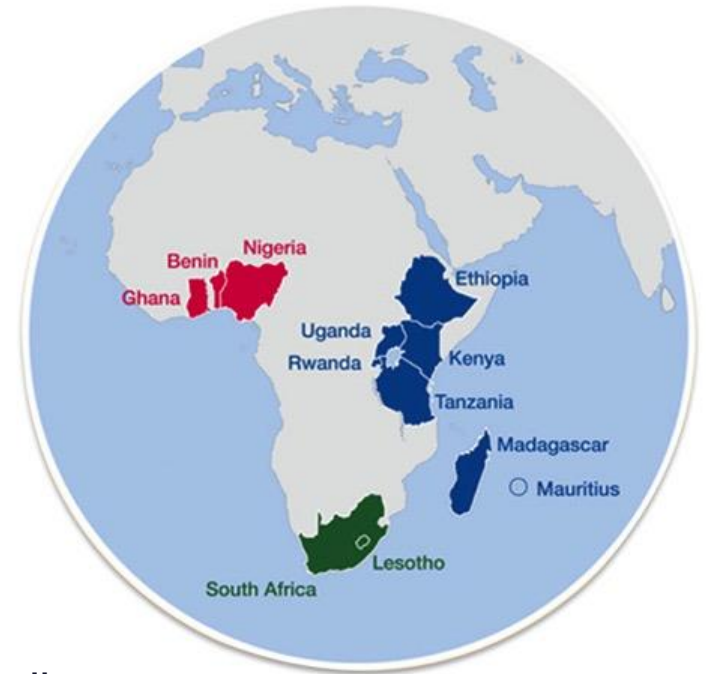 Nigeria
Benin
Ghana
Ethiopia
Uganda
Kenya
Rwanda
Tanzania
Madagascar
Mauritius
Lesotho
South Africa